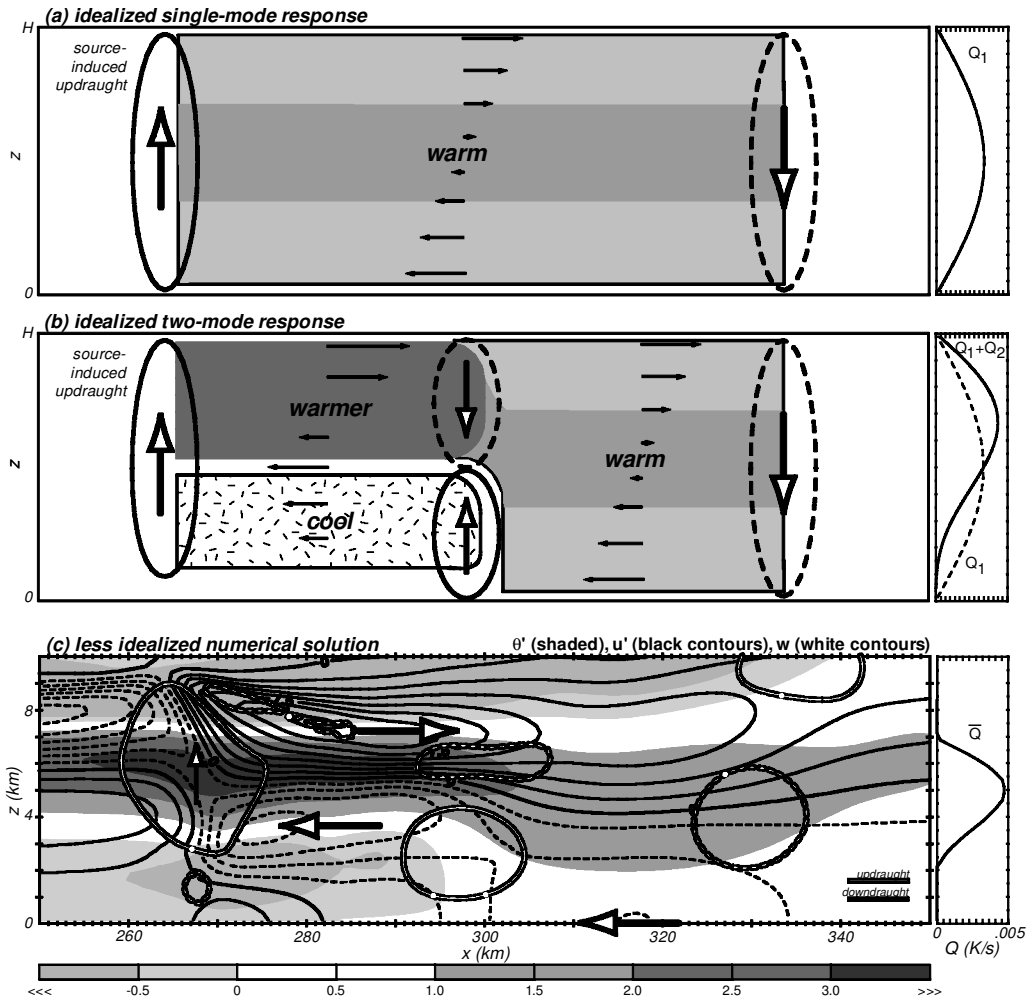 (a) idealized single-mode response
H
source-
induced
updraught
z
warm
0
Q1
(b) idealized two-mode response
H
source-
induced
updraught
z
warmer
cool
warm
0
Q1+Q2
Q1
(c) less idealized numerical solution
θ' (shaded), u' (black contours), w (white contours)
8
4
0
z (km)
updraught
downdraught
260
280
300
320
340
x (km)
Q̅
0
.005
Q (K/s)
<<<
-0.5
0
0.5
1.0
1.5
2.0
2.5
3.0
>>>